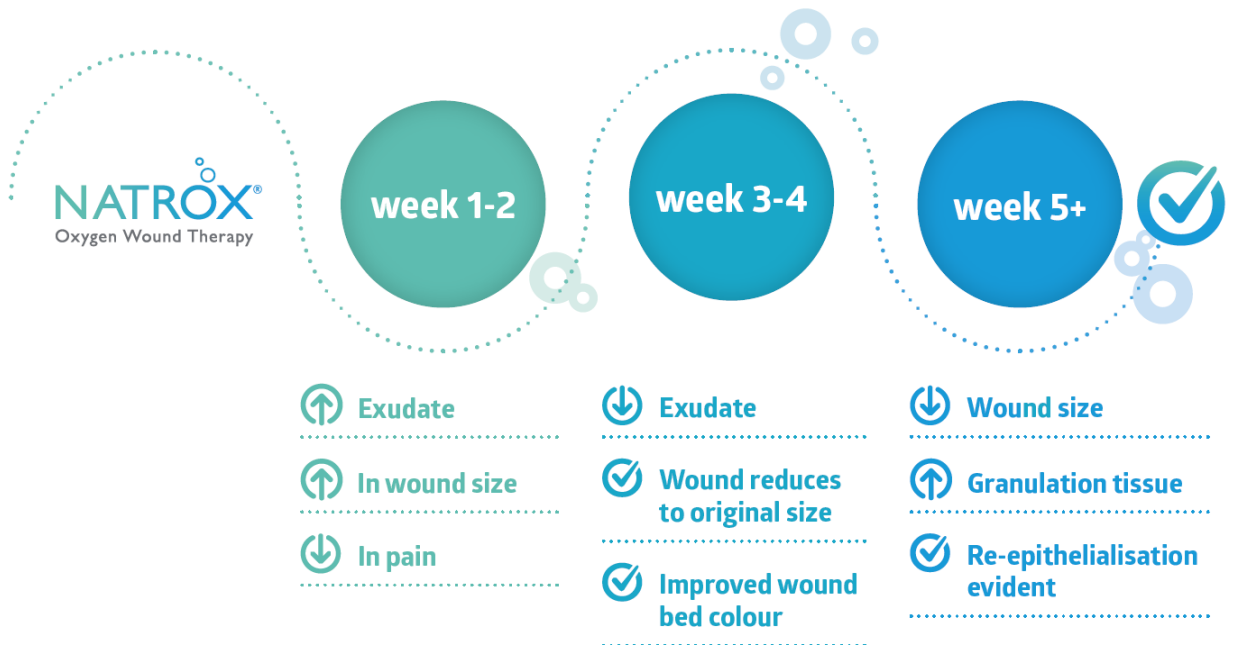 NATROX®
Oxygen Wound Therapy
week 1-2
week 3-4
week 5+
Exudate
In wound size
In pain
Exudate
Wound reduces
to original size
Improved wound
bed colour
Wound size
Granulation tissue
Re-epithelialisation
evident